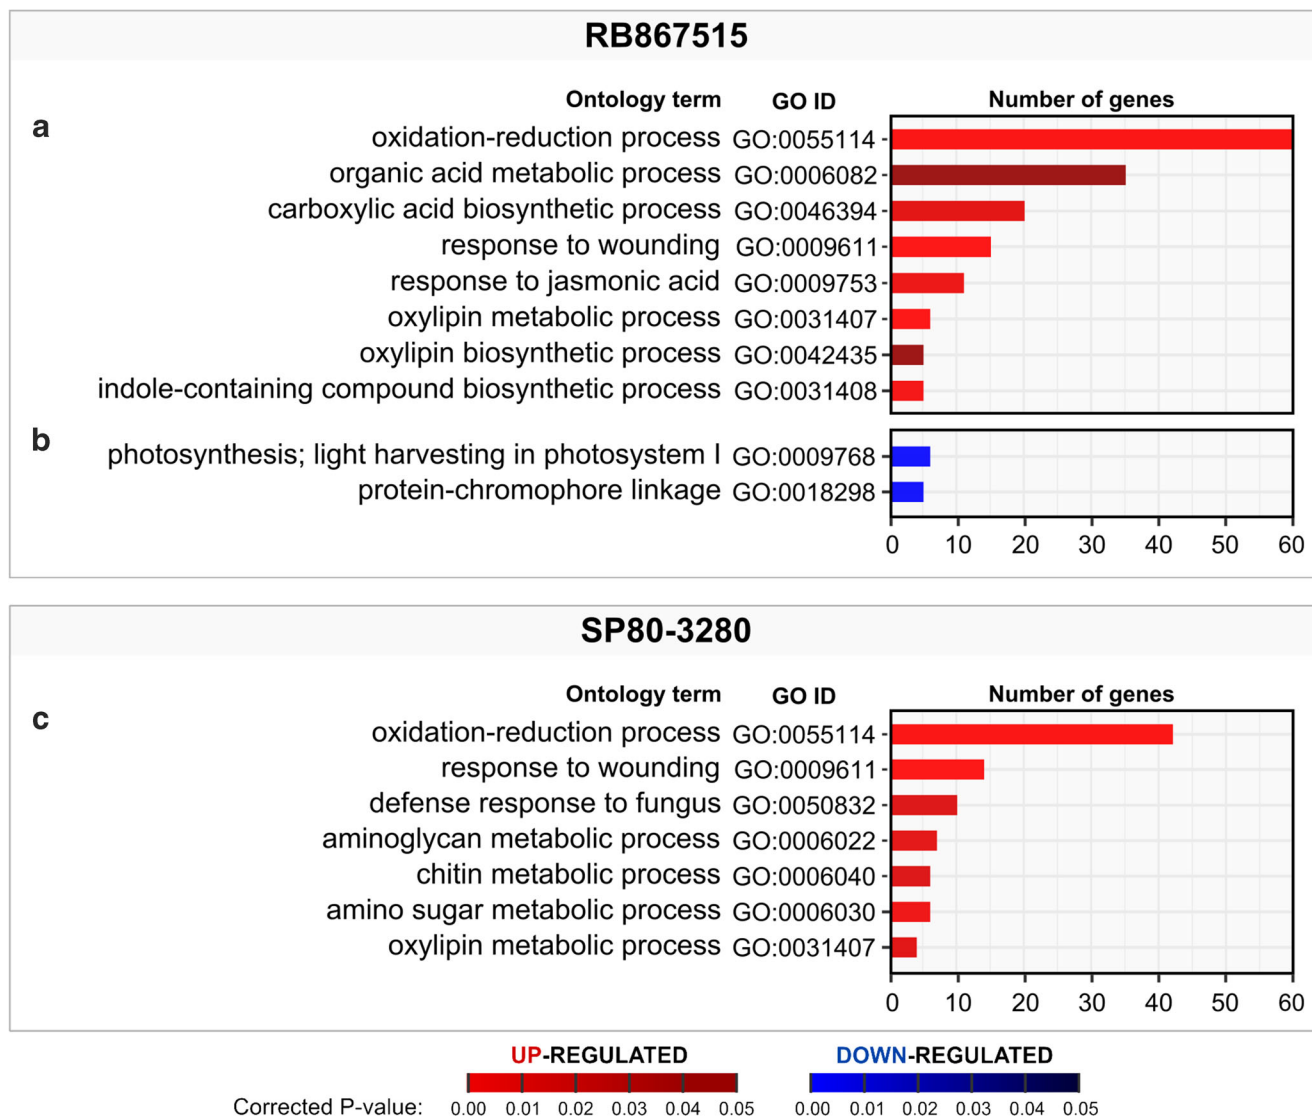 RB867515
Ontology term GO ID Number of genes
a
oxidation-reduction process GO:0055114
organic acid metabolic process GO:0006082
carboxylic acid biosynthetic process GO:0046394
response to wounding GO:0009611
response to jasmonic acid GO:0009753
oxylipin metabolic process GO:0031407
oxylipin biosynthetic process GO:0042435
indole-containing compound biosynthetic process GO:0031408
b
photosynthesis; light harvesting in photosystem I GO:0009768
protein-chromophore linkage GO:0018298
0 10 20 30 40 50 60
SP80-3280
Ontology term GO ID Number of genes
c
oxidation-reduction process GO:0055114
response to wounding GO:0009611
defense response to fungus GO:0050832
aminoglycan metabolic process GO:0006022
chitin metabolic process GO:0006040
amino sugar metabolic process GO:0006030
oxylipin metabolic process GO:0031407
0 10 20 30 40 50 60
UP-REGULATED DOWN-REGULATED
Corrected P-value: 0.00 0.01 0.02 0.03 0.04 0.05 0.00 0.01 0.02 0.03 0.04 0.05